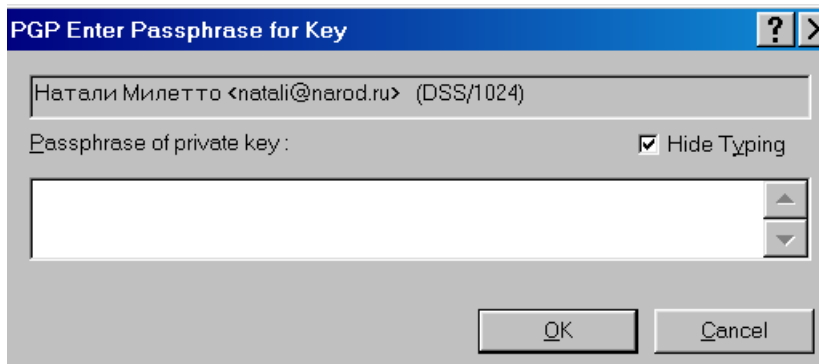 PGP Enter Passphrase for Key
Натали Милетто <natali@narod.ru> (DSS/1024)
Passphrase of private key :
Hide Typing
OK
Cancel